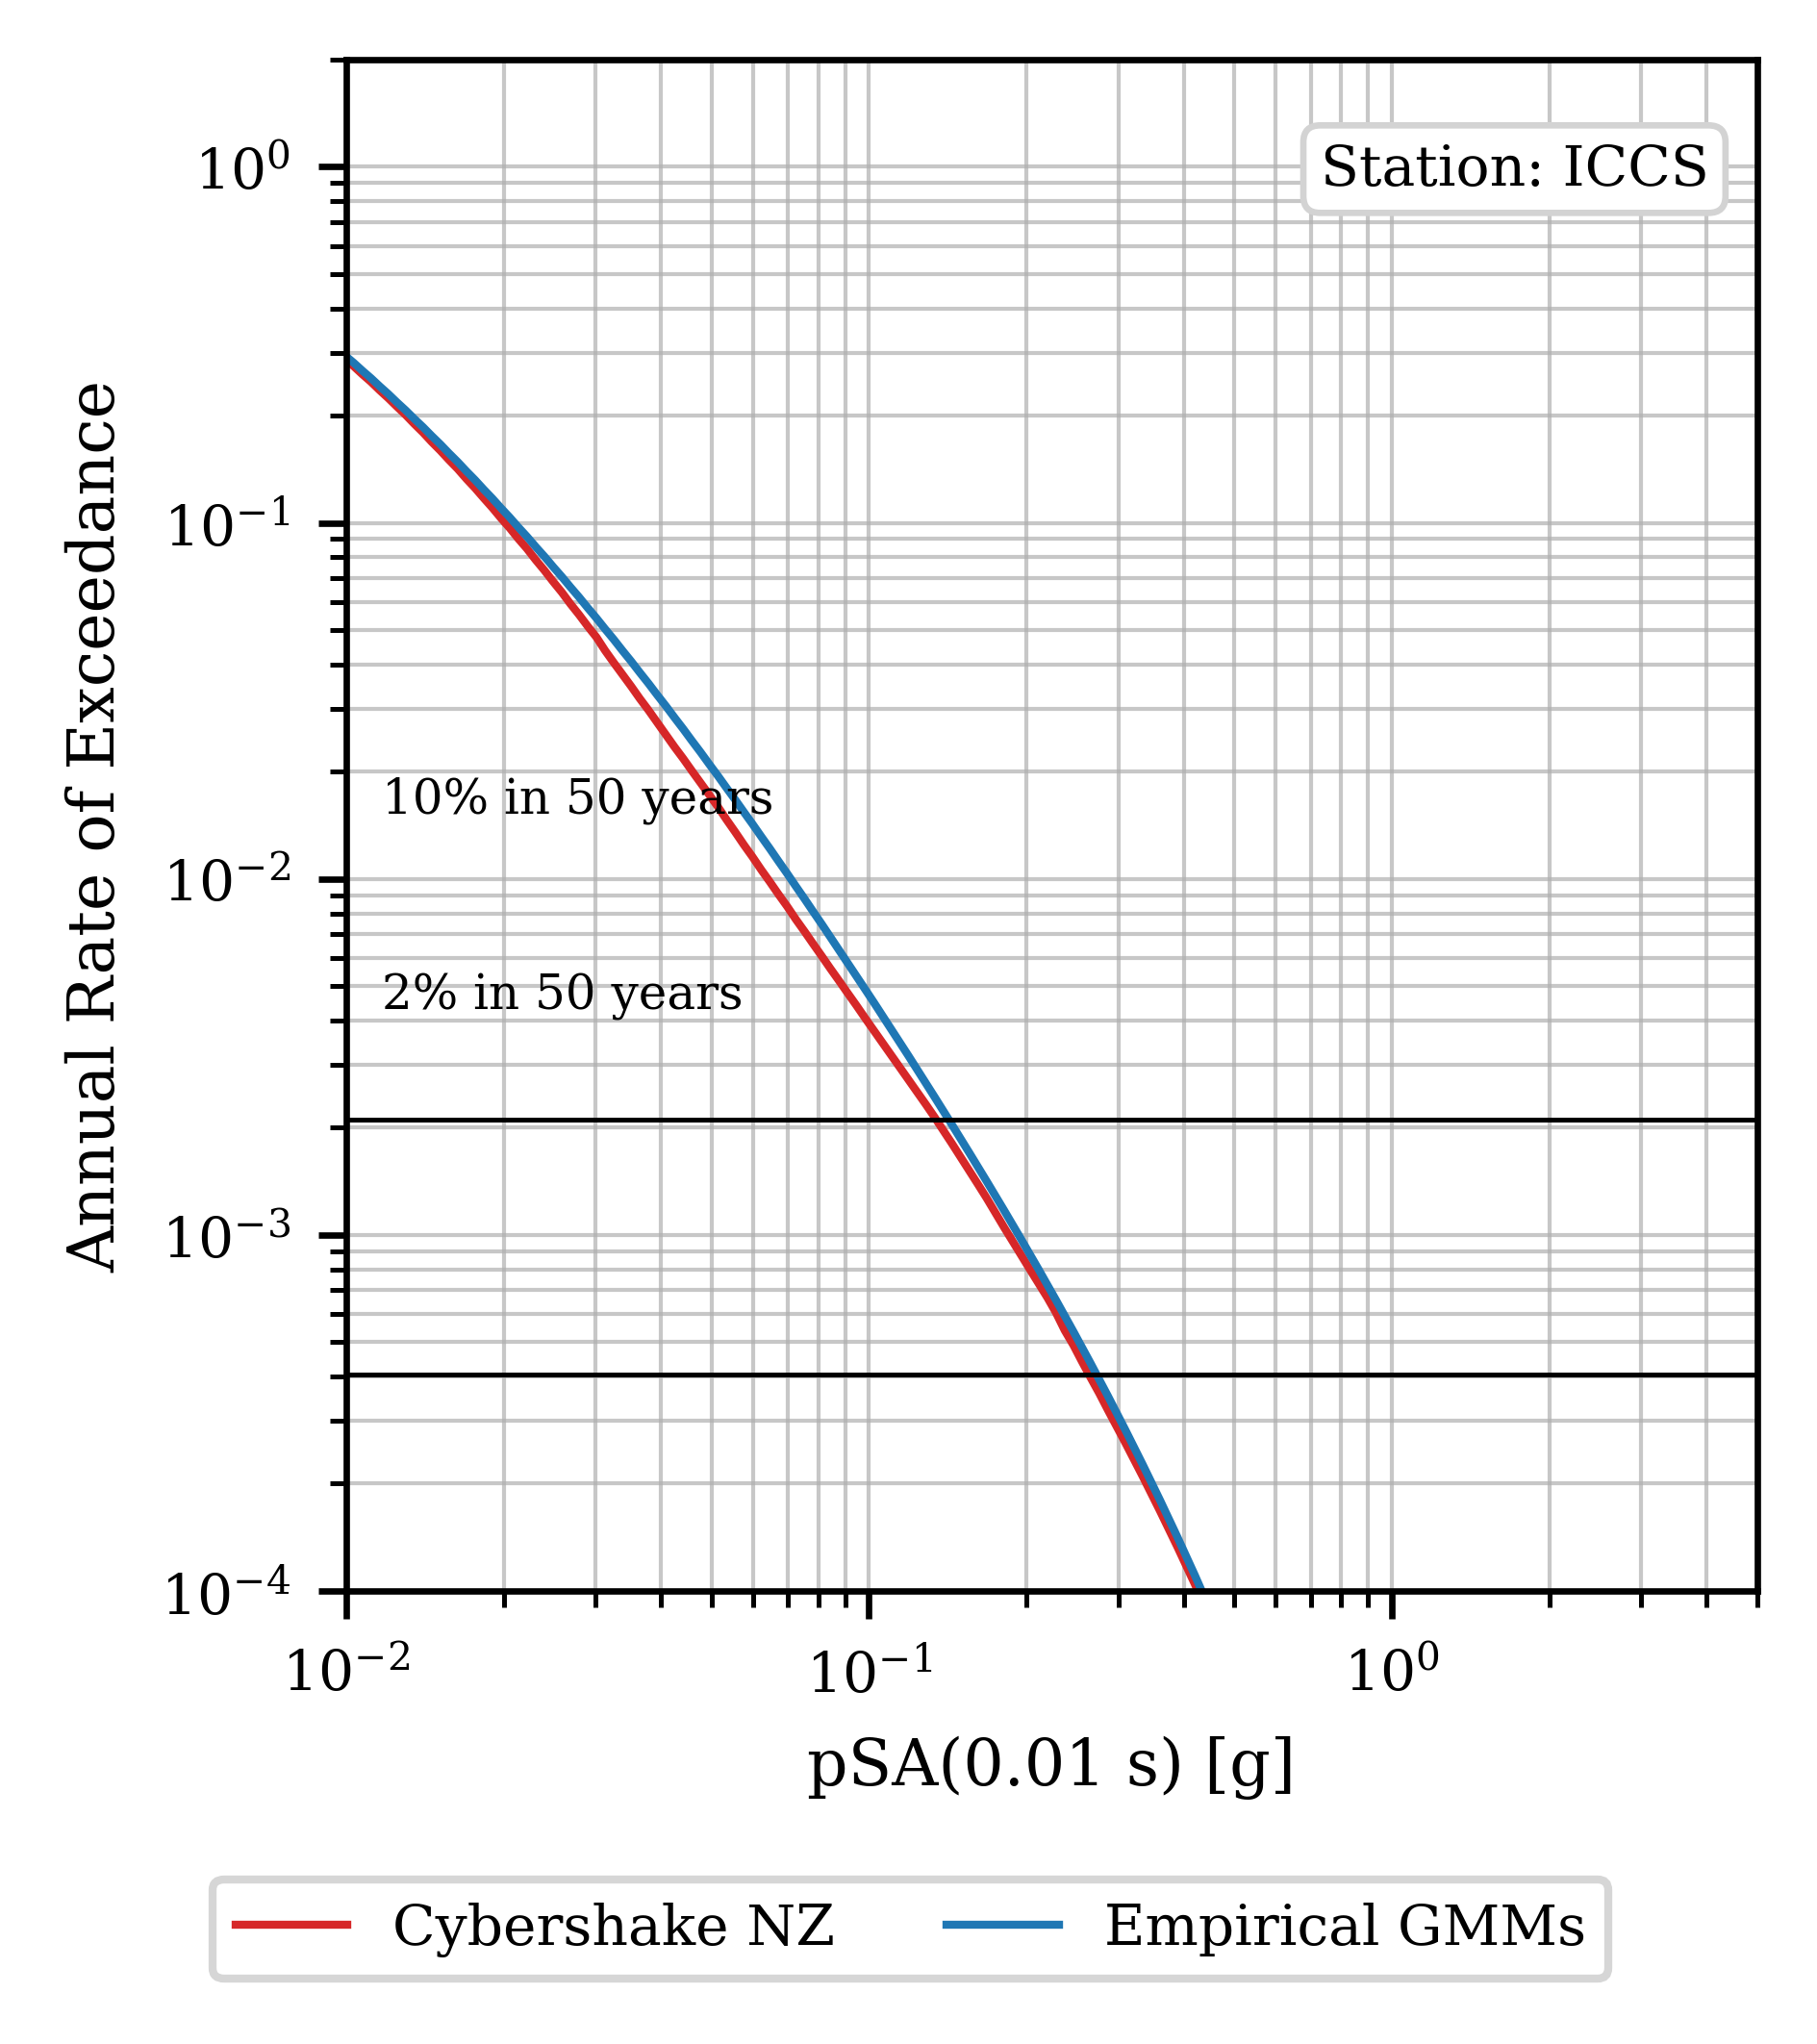 Station: ICCS
Annual Rate of Exceedance
10⁰
10⁻¹
10⁻²
10⁻³
10⁻⁴
10% in 50 years
2% in 50 years
10⁻² 10⁻¹ 10⁰
pSA(0.01 s) [g]
Cybershake NZ Empirical GMMs